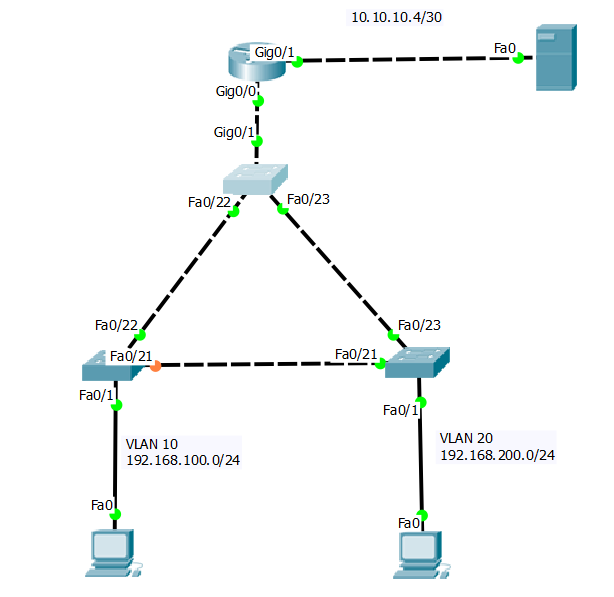 10.10.10.4/30
Gig0/1
Fa0
Gig0/0
Gig0/1
Fa0/22
Fa0/23
Fa0/22
Fa0/23
Fa0/21
Fa0/21
Fa0/1
Fa0/1
VLAN 10
192.168.100.0/24
VLAN 20
192.168.200.0/24
Fa0
Fa0